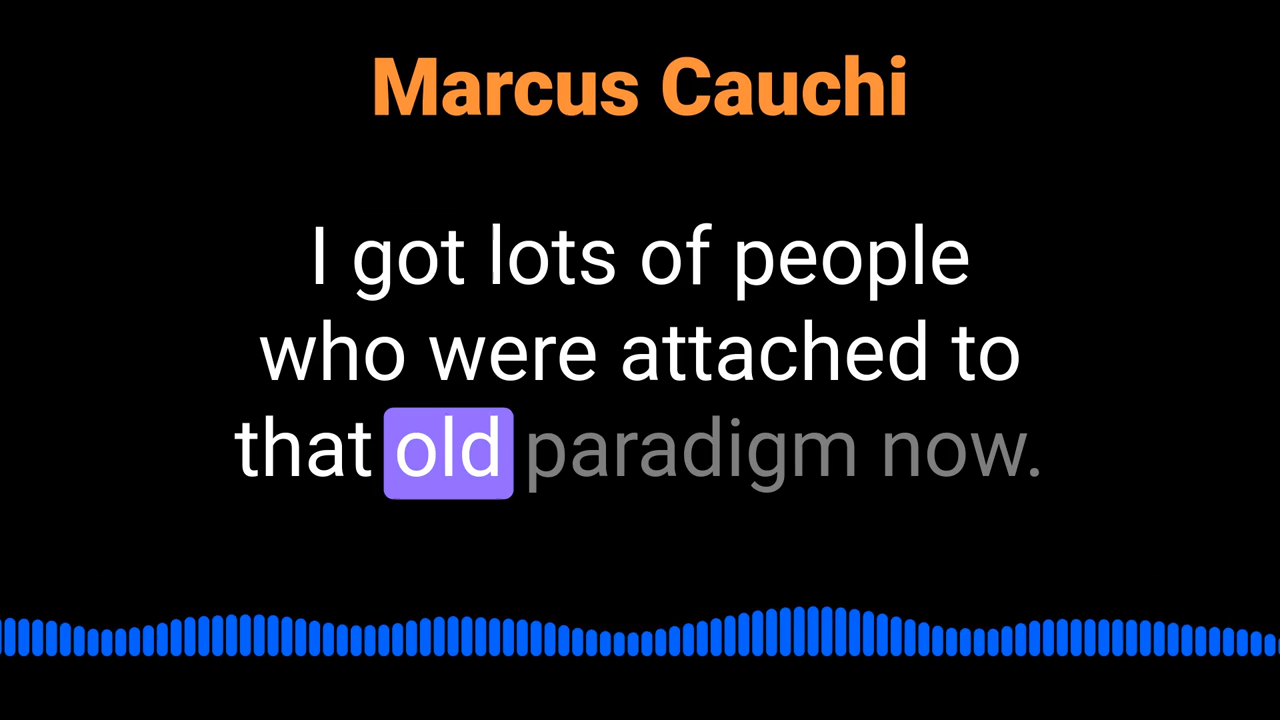 Marcus Cauchi
I got lots of people
who were attached to
that old paradigm now.